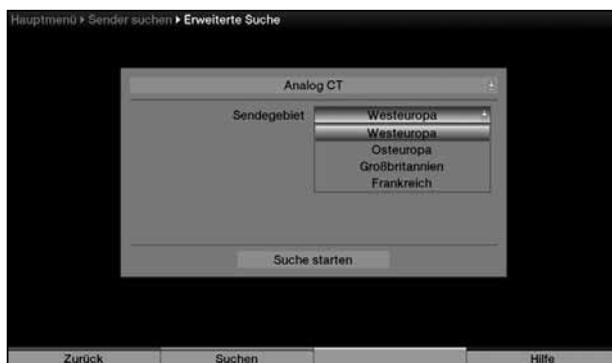 Hauptmenü ▸ Sender suchen ▸ Erweiterte Suche
Analog CT
Sendegebiet Westeuropa
Westeuropa
Osteuropa
Großbritannien
Frankreich
Suche starten
Zurück Suchen Hilfe